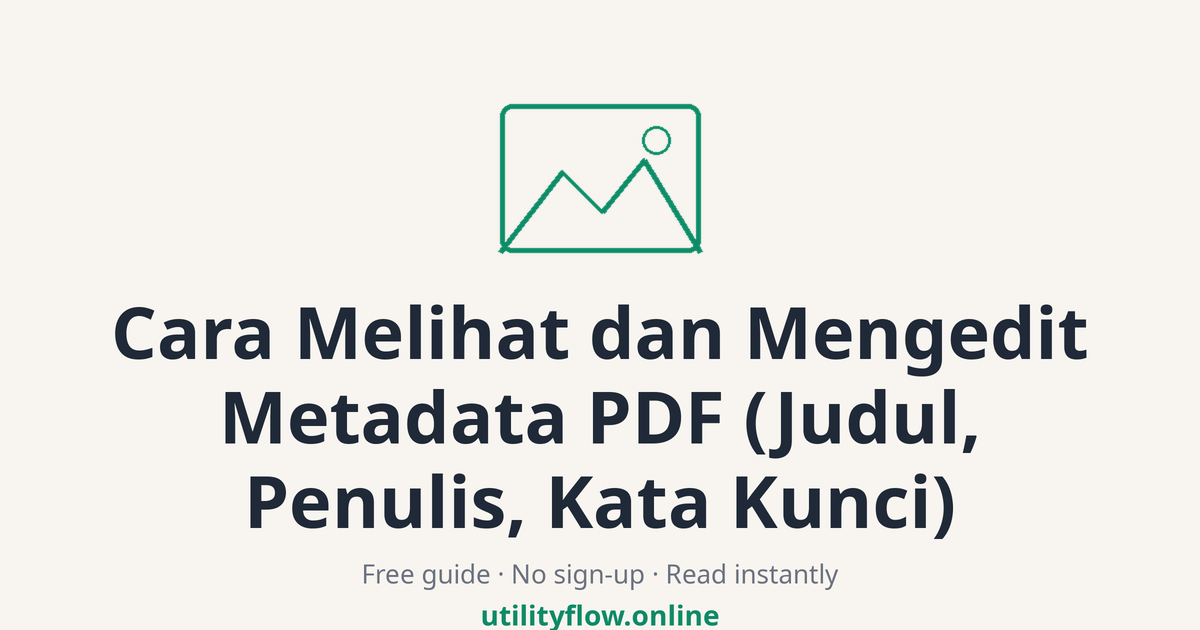 Cara Melihat dan Mengedit
Metadata PDF (Judul,
Penulis, Kata Kunci)
Free guide · No sign-up · Read instantly
utilityflow.online